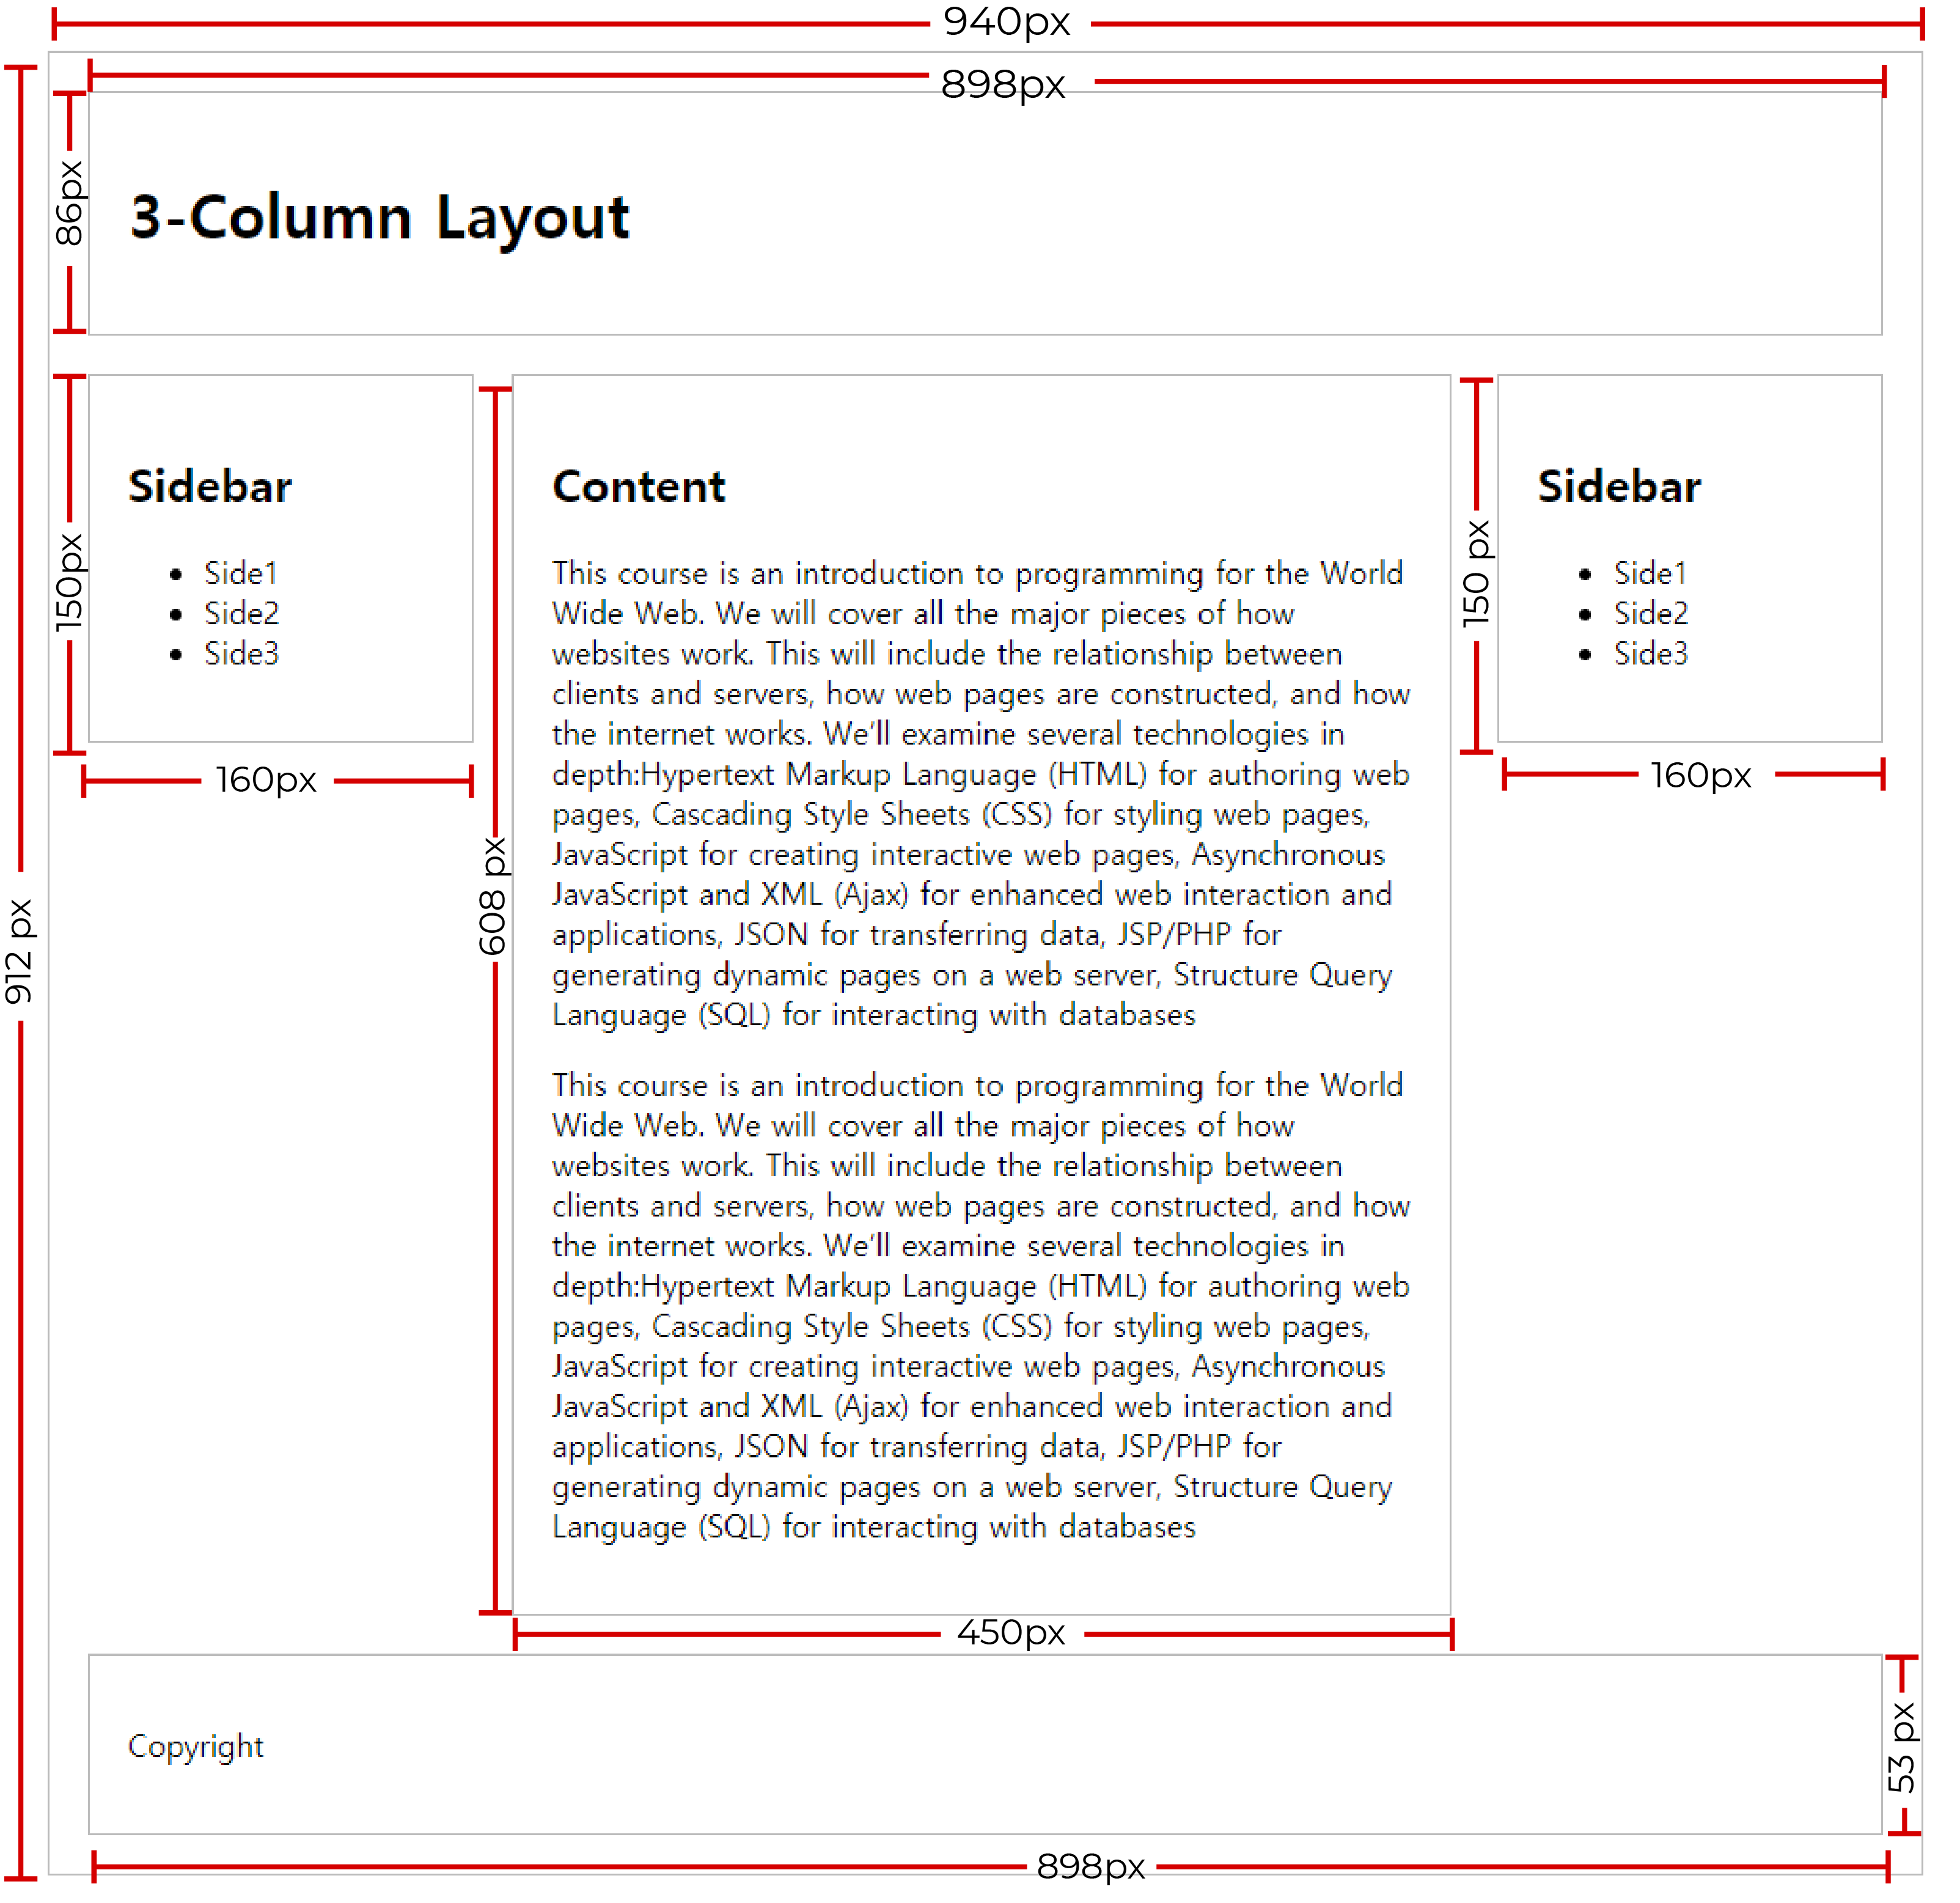 940px
898px
86px
3-Column Layout
150px
Sidebar
Side1
Side2
Side3
160px
912 px
608 px
Content
This course is an introduction to programming for the World
Wide Web. We will cover all the major pieces of how
websites work. This will include the relationship between
clients and servers, how web pages are constructed, and how
the internet works. We'll examine several technologies in
depth:Hypertext Markup Language (HTML) for authoring web
pages, Cascading Style Sheets (CSS) for styling web pages,
JavaScript for creating interactive web pages, Asynchronous
JavaScript and XML (Ajax) for enhanced web interaction and
applications, JSON for transferring data, JSP/PHP for
generating dynamic pages on a web server, Structure Query
Language (SQL) for interacting with databases
This course is an introduction to programming for the World
Wide Web. We will cover all the major pieces of how
websites work. This will include the relationship between
clients and servers, how web pages are constructed, and how
the internet works. We'll examine several technologies in
depth:Hypertext Markup Language (HTML) for authoring web
pages, Cascading Style Sheets (CSS) for styling web pages,
JavaScript for creating interactive web pages, Asynchronous
JavaScript and XML (Ajax) for enhanced web interaction and
applications, JSON for transferring data, JSP/PHP for
generating dynamic pages on a web server, Structure Query
Language (SQL) for interacting with databases
450px
150 px
Sidebar
Side1
Side2
Side3
160px
Copyright
53 px
898px